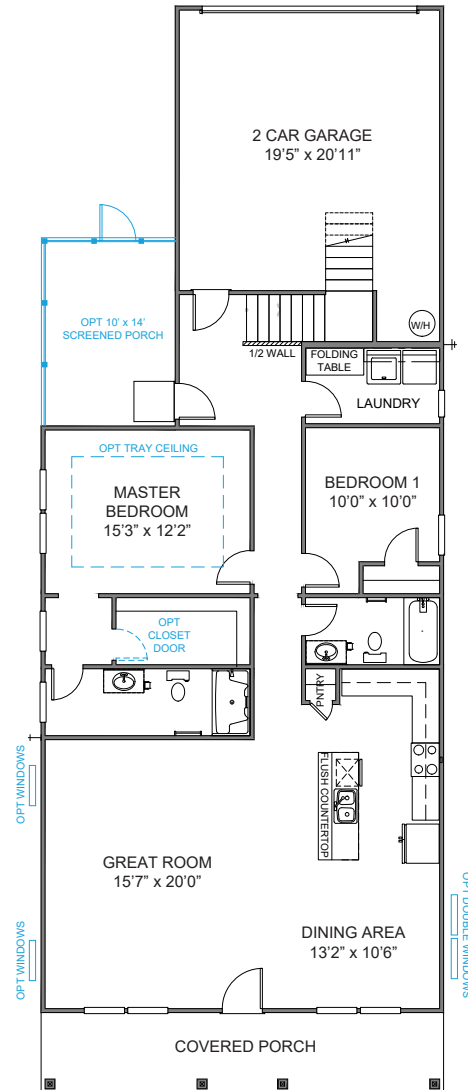 2 CAR GARAGE
19’5” x 20’11”
OPT 10’ x 14’
SCREENED PORCH
W/H
1/2 WALL
FOLDING
TABLE
LAUNDRY
OPT TRAY CEILING
MASTER
BEDROOM
15’3” x 12’2”
BEDROOM 1
10’0” x 10’0”
OPT
CLOSET
DOOR
PNTRY
OPT WINDOWS
FLUSH COUNTERTOP
GREAT ROOM
15’7” x 20’0”
OPT DOUBLE WINDOWS
DINING AREA
13’2” x 10’6”
OPT WINDOWS
COVERED PORCH